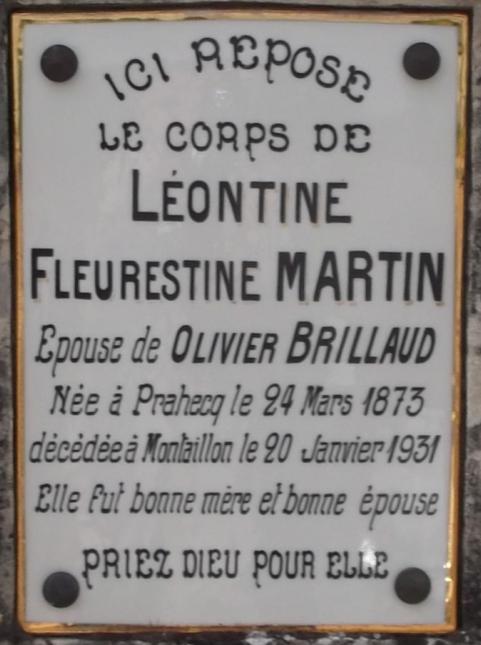 ICI REPOSE
LE CORPS DE
LÉONTINE
FLEURESTINE MARTIN
Epouse de OLIVIER BRILLAUD
Née à Prahecq le 24 Mars 1873
décédée à Montaillon le 20 Janvier 1931
Elle fut bonne mère et bonne épouse
PRIEZ DIEU POUR ELLE